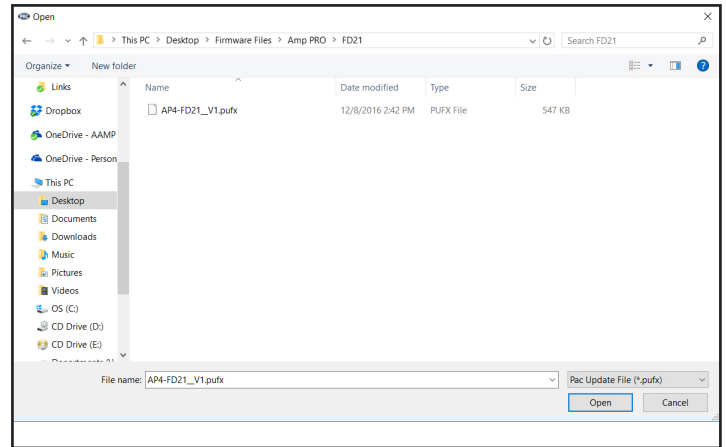 Open
This PC > Desktop > Firmware Files > Amp PRO > FD21
Search FD21
Organize
New folder
Name
Date modified
Type
Size
Links
Dropbox
OneDrive - AAMP
OneDrive - Person
This PC
Desktop
Documents
Downloads
Music
Pictures
Videos
OS (C:)
CD Drive (D:)
CD Drive (E:)
AP4-FD21__V1.pufx
12/8/2016 2:42 PM
PUFX File
547 KB
File name:
AP4-FD21__V1.pufx
Pac Update File (*.pufx)
Open
Cancel